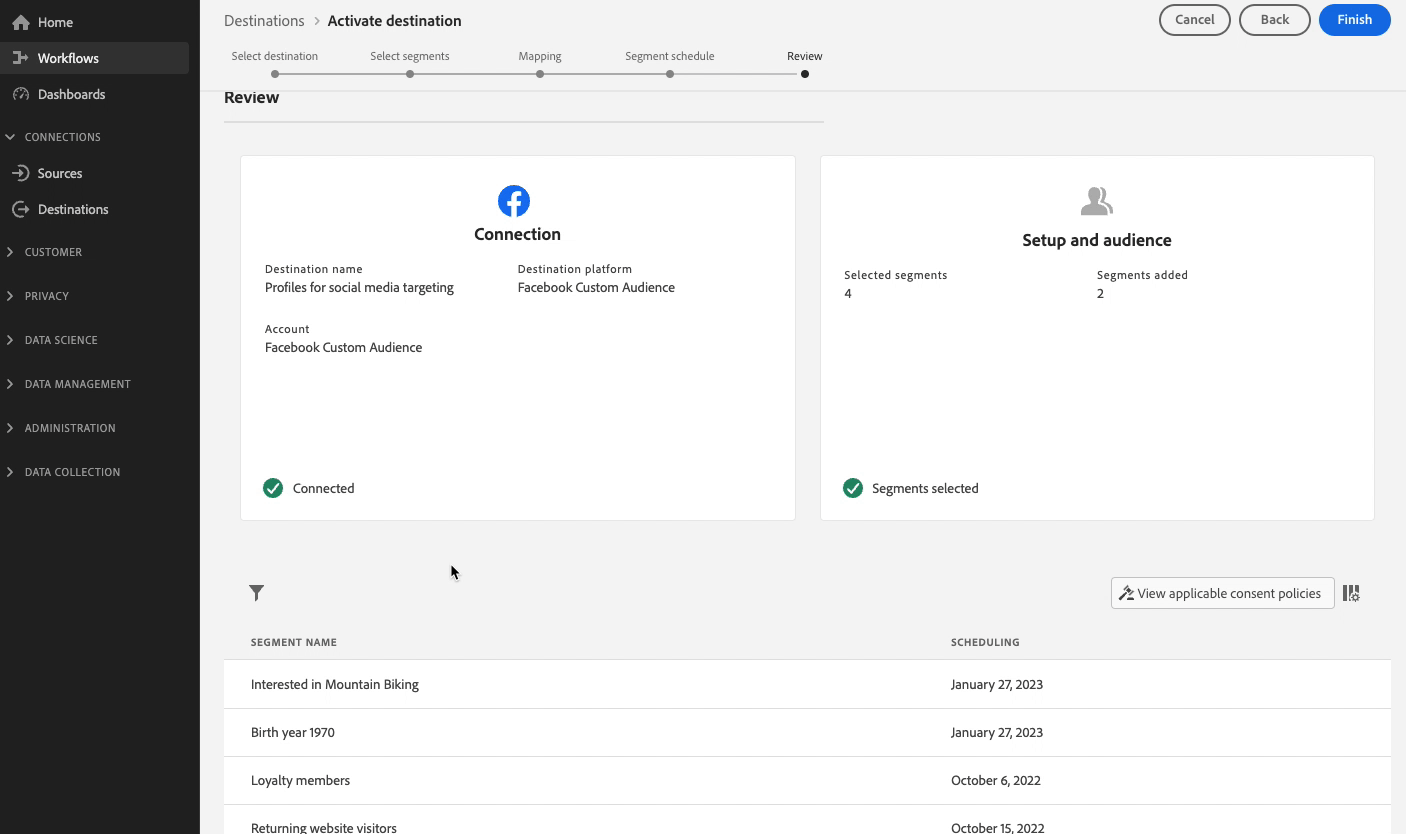 Home
Workflows
Dashboards
CONNECTIONS
Sources
Destinations
CUSTOMER
PRIVACY
DATA SCIENCE
DATA MANAGEMENT
ADMINISTRATION
DATA COLLECTION
Destinations > Activate destination
Cancel Back Finish
Select destination Select segments Mapping Segment schedule Review
Review
Connection
Destination name Destination platform
Profiles for social media targeting Facebook Custom Audience
Account
Facebook Custom Audience
Connected
Setup and audience
Selected segments Segments added
4 2
Segments selected
View applicable consent policies
SEGMENT NAME SCHEDULING
Interested in Mountain Biking January 27, 2023
Birth year 1970 January 27, 2023
Loyalty members October 6, 2022
Returning website visitors October 15, 2022